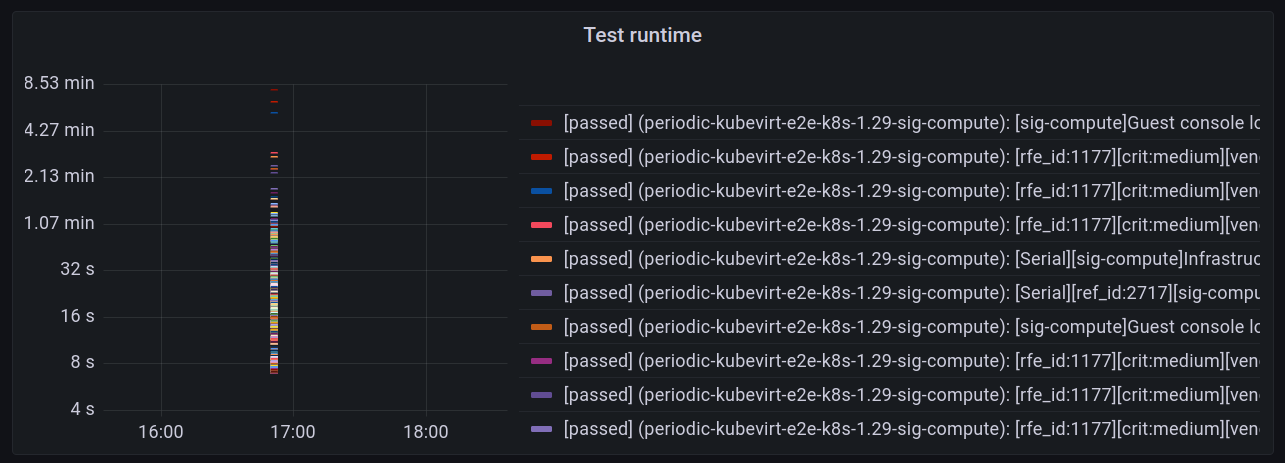 Test runtime
8.53 min
4.27 min
2.13 min
1.07 min
32 s
16 s
8 s
4 s
16:00 17:00 18:00
[passed] (periodic-kubevirt-e2e-k8s-1.29-sig-compute): [sig-compute]Guest console lo
[passed] (periodic-kubevirt-e2e-k8s-1.29-sig-compute): [rfe_id:1177][crit:medium][ven
[passed] (periodic-kubevirt-e2e-k8s-1.29-sig-compute): [rfe_id:1177][crit:medium][ven
[passed] (periodic-kubevirt-e2e-k8s-1.29-sig-compute): [rfe_id:1177][crit:medium][ven
[passed] (periodic-kubevirt-e2e-k8s-1.29-sig-compute): [Serial][sig-compute]Infrastruc
[passed] (periodic-kubevirt-e2e-k8s-1.29-sig-compute): [Serial][ref_id:2717][sig-compu
[passed] (periodic-kubevirt-e2e-k8s-1.29-sig-compute): [sig-compute]Guest console lo
[passed] (periodic-kubevirt-e2e-k8s-1.29-sig-compute): [rfe_id:1177][crit:medium][ven
[passed] (periodic-kubevirt-e2e-k8s-1.29-sig-compute): [rfe_id:1177][crit:medium][ven
[passed] (periodic-kubevirt-e2e-k8s-1.29-sig-compute): [rfe_id:1177][crit:medium][ven